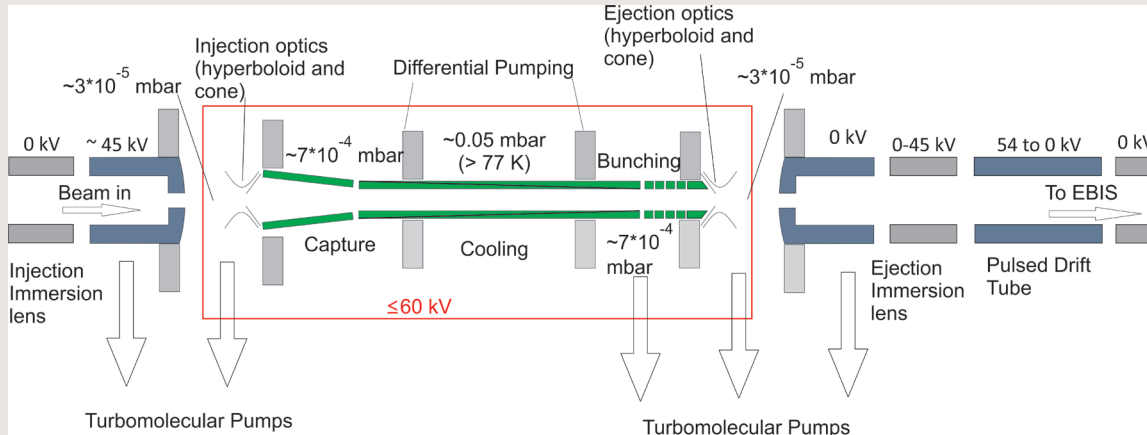 Ejection optics
(hyperboloid and
cone)
Injection optics
(hyperboloid and
cone)
Differential Pumping
~3*10⁻⁵ mbar
~3*10⁻⁵ mbar
0 kV
~ 45 kV
~7*10⁻⁴ mbar
~0.05 mbar
(> 77 K)
Bunching
0 kV
0-45 kV
54 to 0 kV
0 kV
Beam in
To EBIS
Capture
Cooling
~7*10⁻⁴
mbar
Injection
Immersion
lens
Ejection
Immersion
lens
Pulsed Drift
Tube
≤60 kV
Turbomolecular Pumps
Turbomolecular Pumps